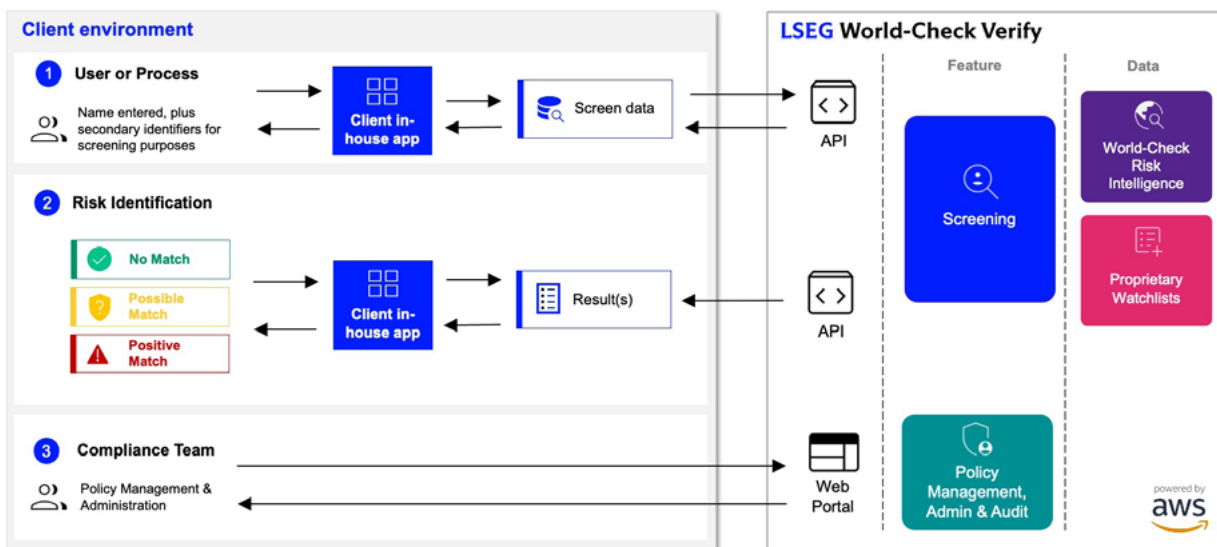 Client environment
LSEG World-Check Verify
1
User or Process
Name entered, plus
secondary identifiers for
screening purposes
Client in-
house app
Screen data
API
Feature
Data
Screening
World-Check
Risk
Intelligence
Proprietary
Watchlists
2
Risk Identification
No Match
Possible
Match
Positive
Match
Client in-
house app
Result(s)
API
3
Compliance Team
Policy Management &
Administration
Web
Portal
Policy
Management,
Admin & Audit
powered by
aws